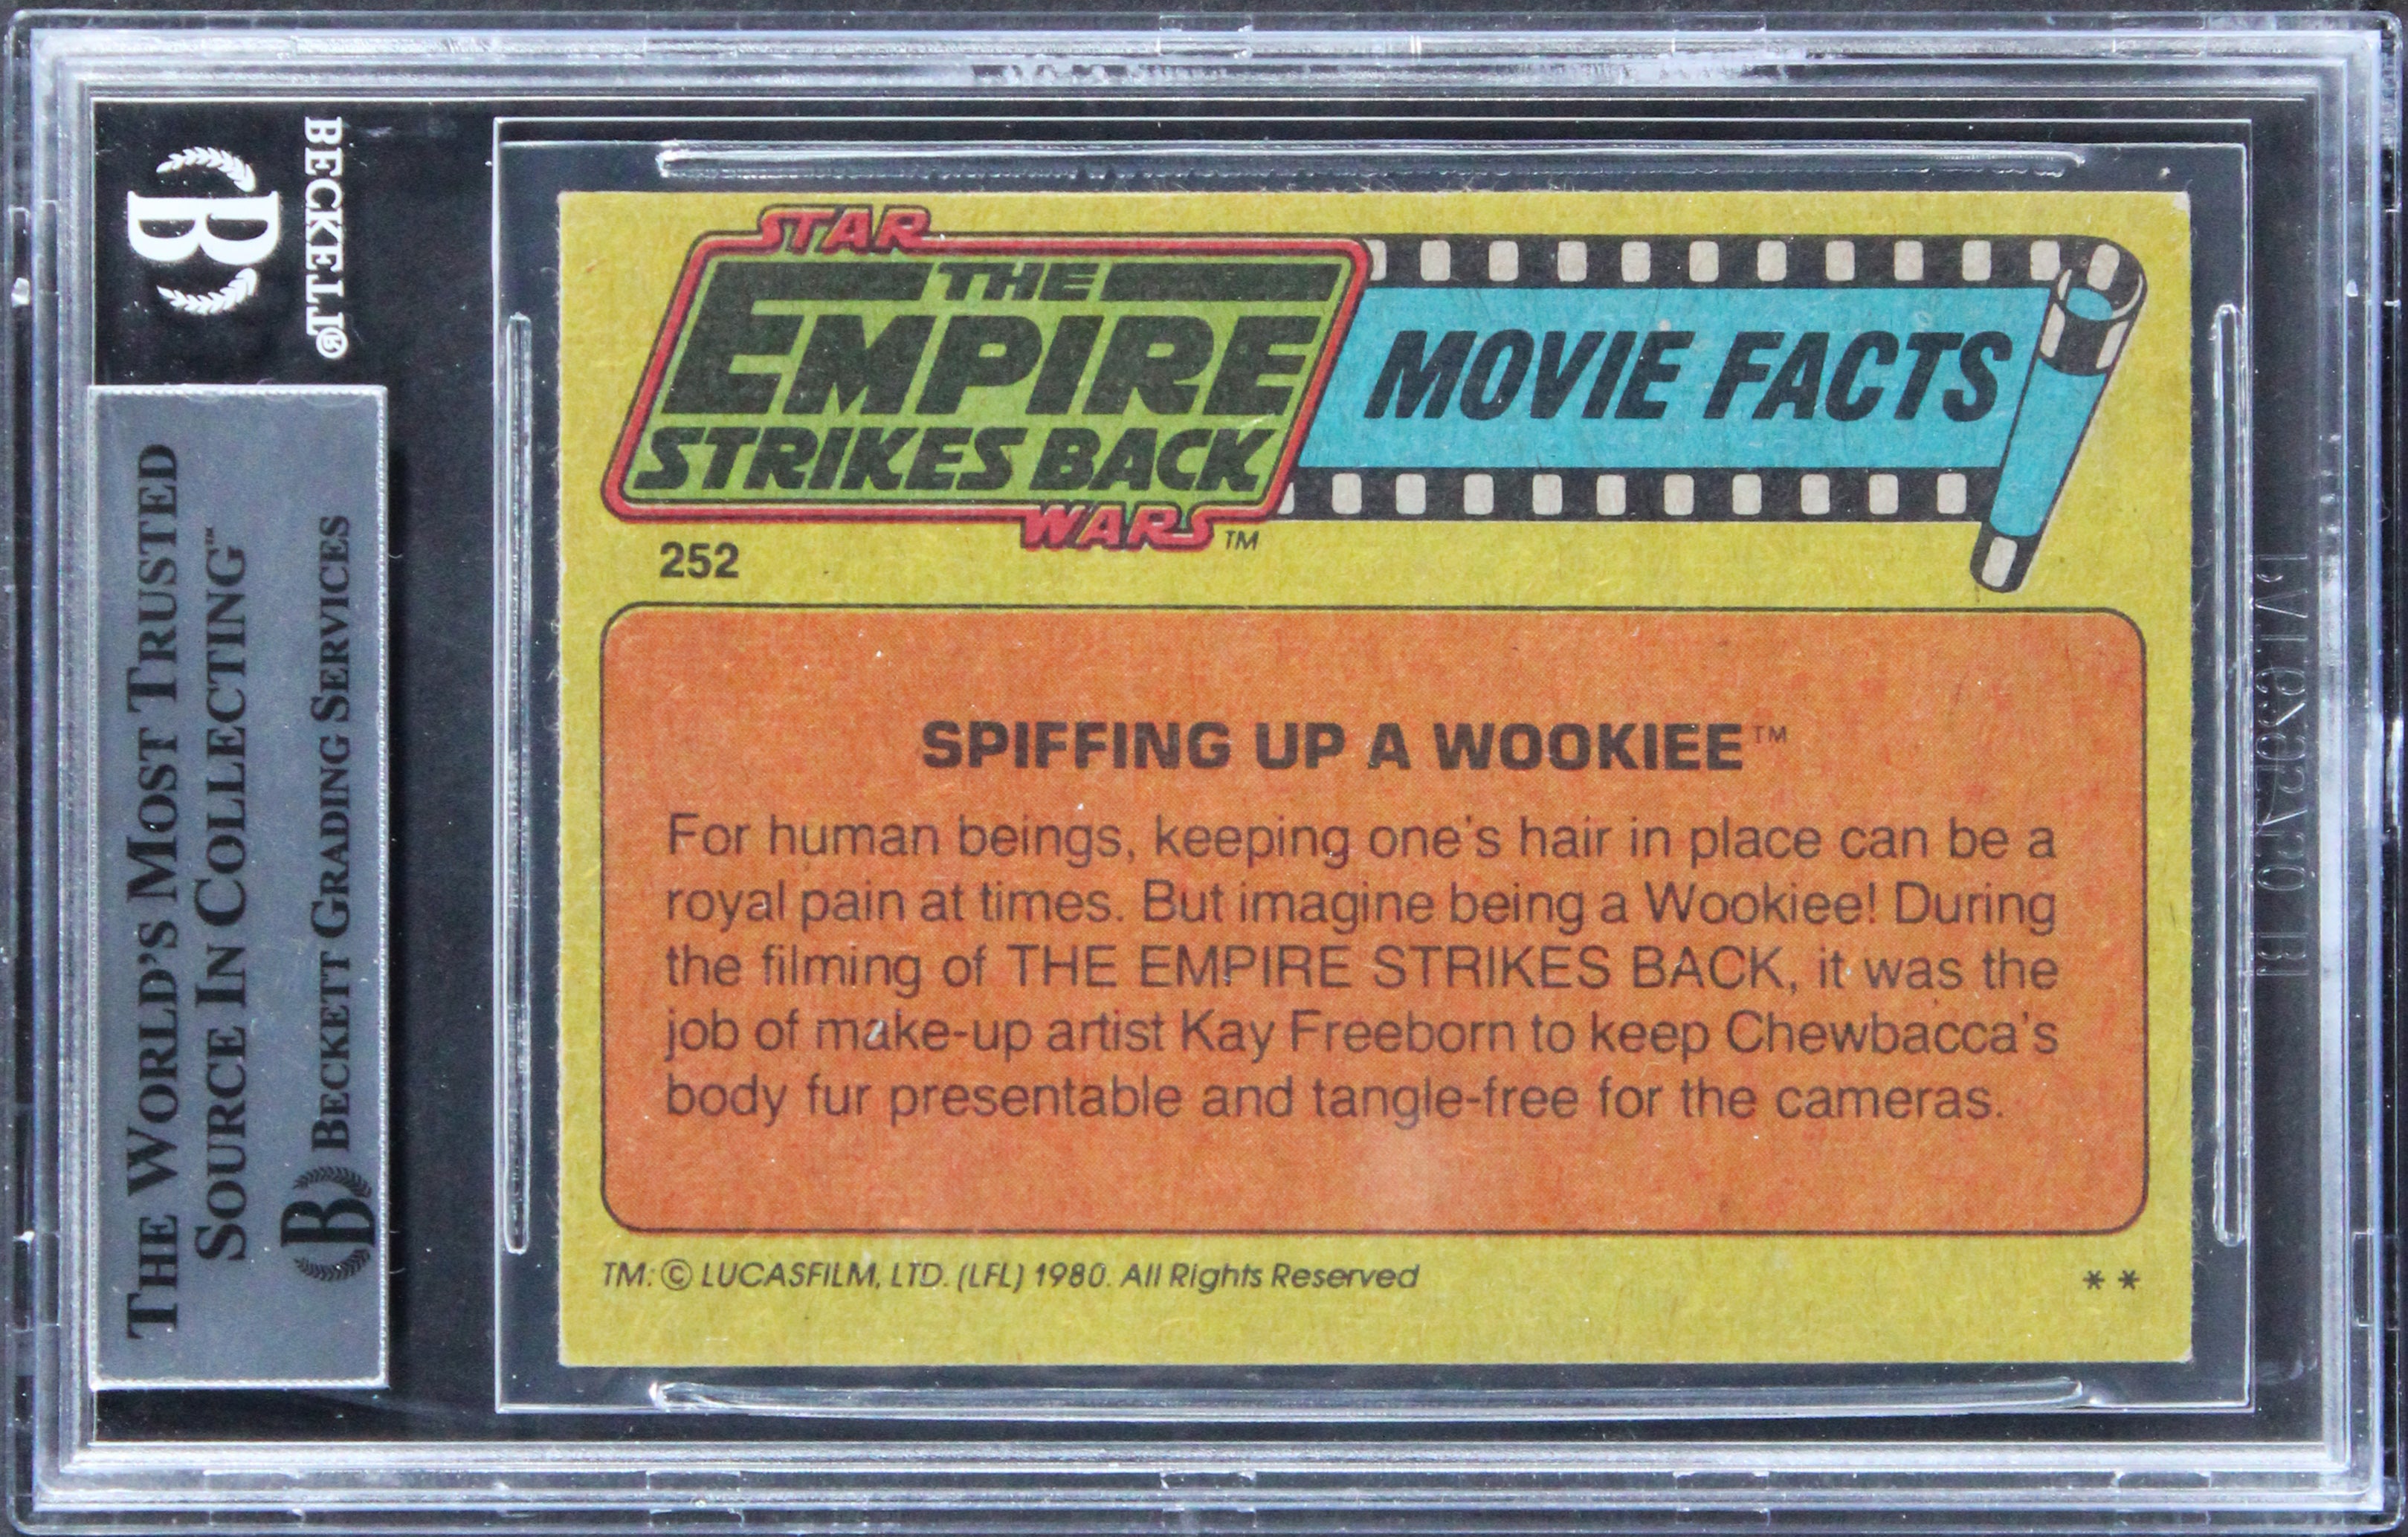 BECKETT®
B
THE WORLD'S MOST TRUSTED
SOURCE IN COLLECTING™
B BECKETT GRADING SERVICES
STAR
THE
EMPIRE
STRIKES BACK
WARS™
MOVIE FACTS
252
SPIFFING UP A WOOKIEE™
For human beings, keeping one's hair in place can be a
royal pain at times. But imagine being a Wookiee! During
the filming of THE EMPIRE STRIKES BACK, it was the
job of make-up artist Kay Freeborn to keep Chewbacca's
body fur presentable and tangle-free for the cameras.
TM: © LUCASFILM, LTD. (LFL) 1980. All Rights Reserved
**